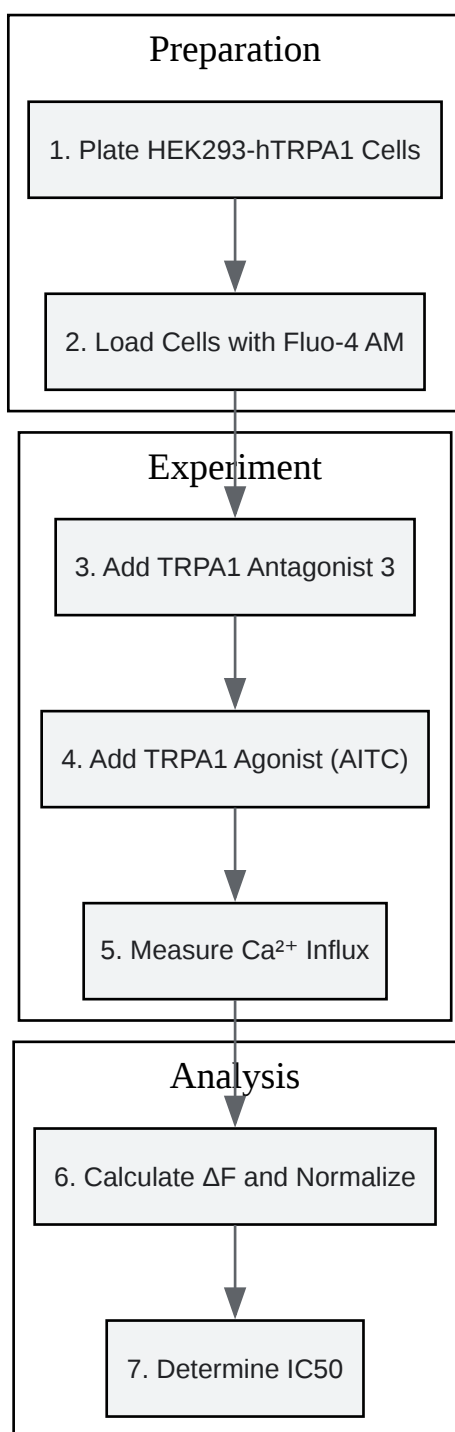 Preparation
1. Plate HEK293-hTRPA1 Cells
2. Load Cells with Fluo-4 AM
Experiment
3. Add TRPA1 Antagonist 3
4. Add TRPA1 Agonist (AITC)
5. Measure Ca²⁺ Influx
Analysis
6. Calculate ΔF and Normalize
7. Determine IC50